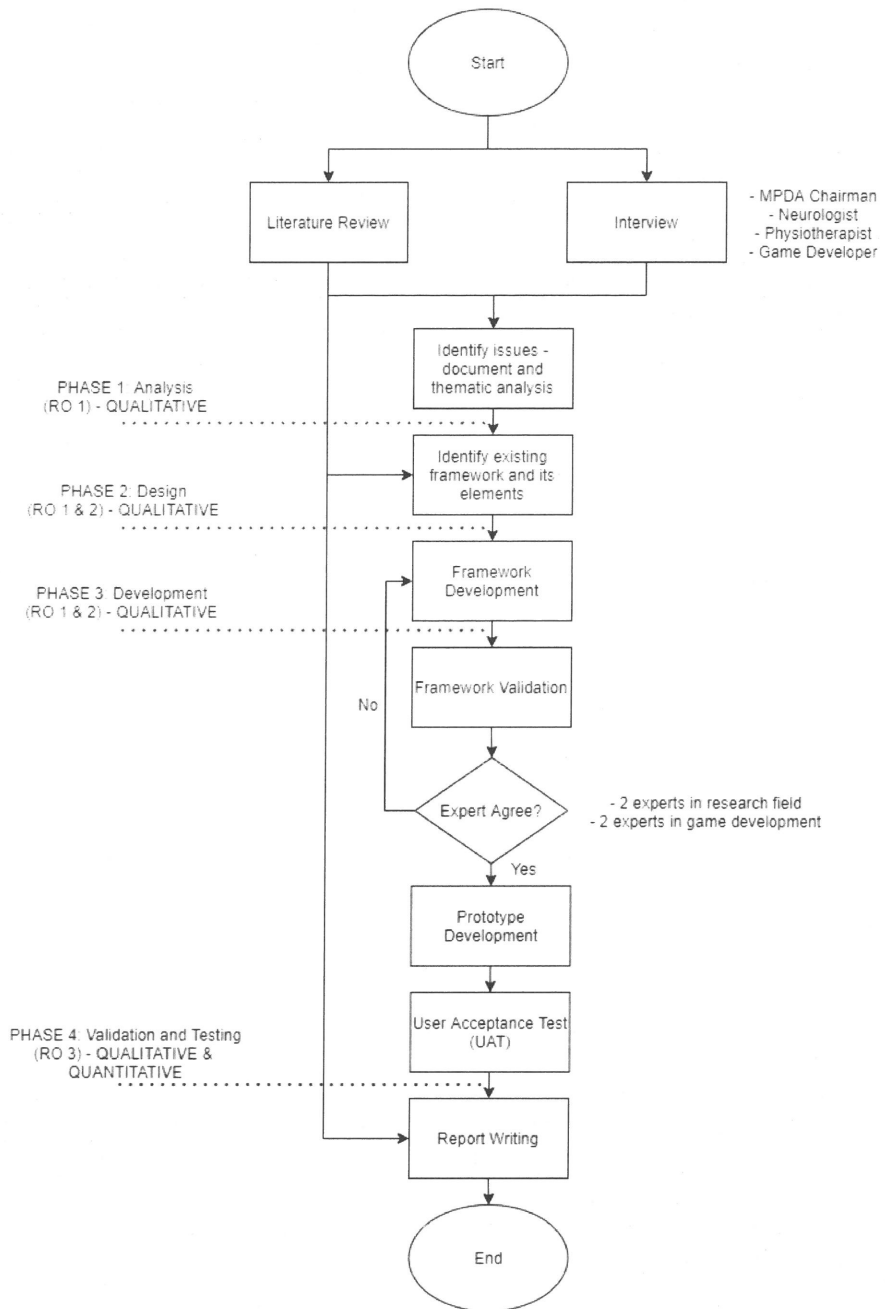 Start
Literature Review
Interview
- MPDA Chairman
- Neurologist
- Physiotherapist
- Game Developer
Identify issues -
document and
thematic analysis
PHASE 1: Analysis
(RO 1) - QUALITATIVE
Identify existing
framework and its
elements
PHASE 2: Design
(RO 1 & 2) - QUALITATIVE
Framework
Development
PHASE 3: Development
(RO 1 & 2) - QUALITATIVE
Framework Validation
No
Expert Agree?
- 2 experts in research field
- 2 experts in game development
Yes
Prototype
Development
User Acceptance Test
(UAT)
PHASE 4: Validation and Testing
(RO 3) - QUALITATIVE &
QUANTITATIVE
Report Writing
End